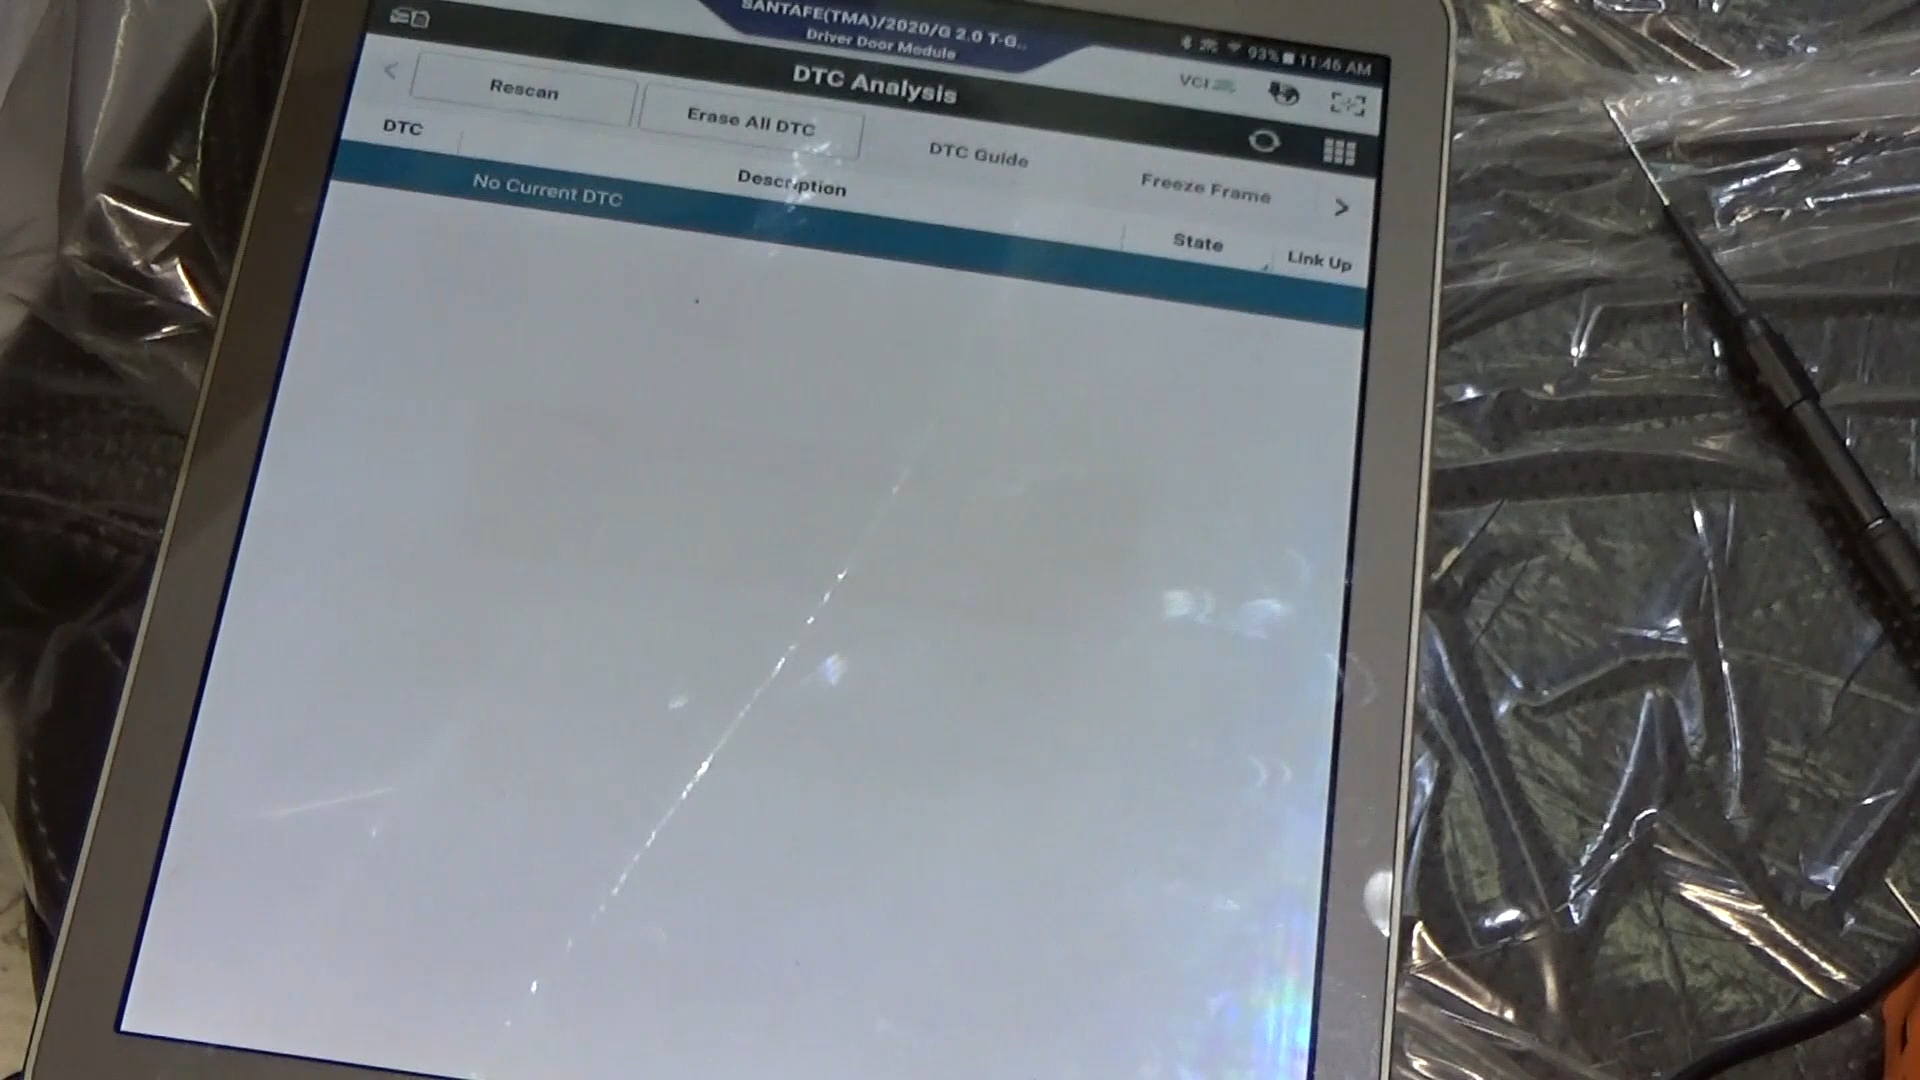 SANTAFE(TMA)/2020/G 2.0 T-G..
Driver Door Module
93% 11:46 AM
DTC Analysis
VCI
< Rescan Erase All DTC DTC Guide Freeze Frame >
DTC Description State Link Up
No Current DTC